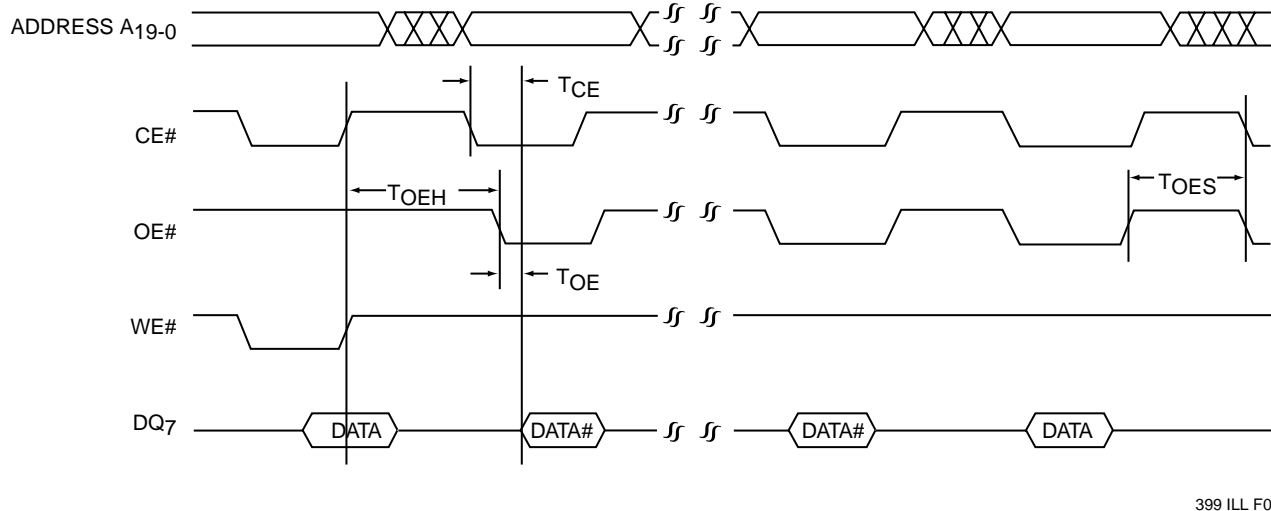 ADDRESS A19-0
TCE
CE#
TOEH
TOES
OE#
TOE
WE#
DQ7
DATA
DATA#
DATA#
DATA
399 ILL F0